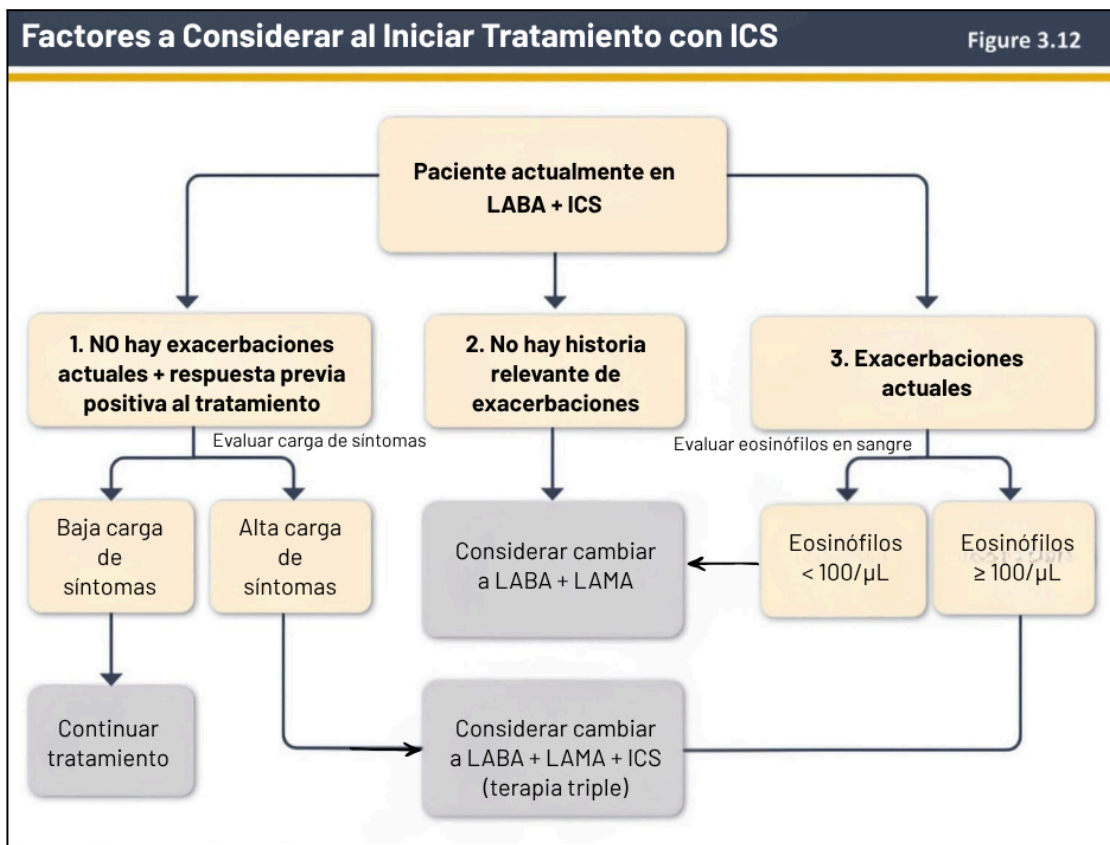 Factores a Considerar al Iniciar Tratamiento con ICS
Figure 3.12
Paciente actualmente en
LABA + ICS
1. NO hay exacerbaciones
actuales + respuesta previa
positiva al tratamiento
2. No hay historia
relevante de
exacerbaciones
3. Exacerbaciones
actuales
Evaluar carga de síntomas
Evaluar eosinófilos en sangre
Baja carga
de
síntomas
Alta carga
de
síntomas
Considerar cambiar
a LABA + LAMA
Eosinófilos
< 100/µL
Eosinófilos
≥ 100/µL
Continuar
tratamiento
Considerar cambiar
a LABA + LAMA + ICS
(terapia triple)